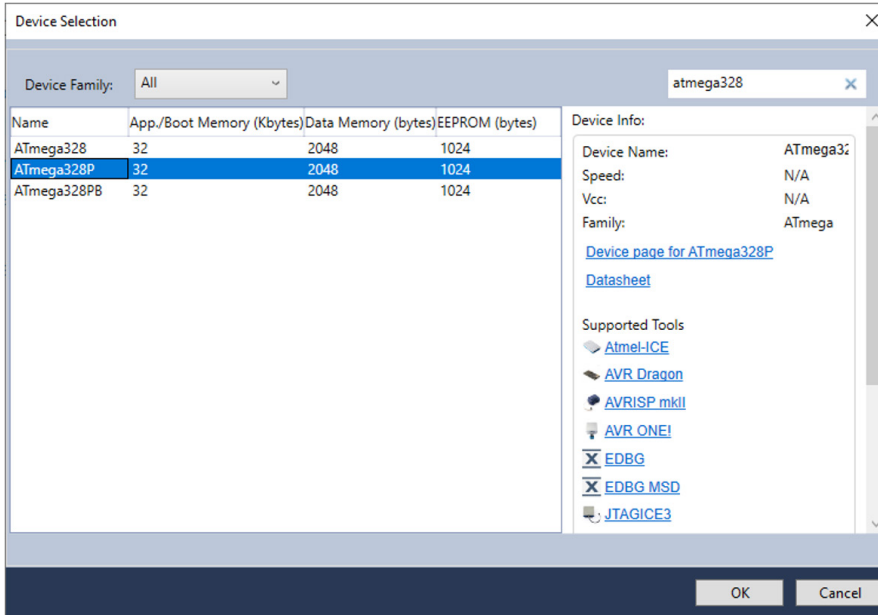 Device Selection
Device Family: All atmega328
Name App./Boot Memory (Kbytes) Data Memory (bytes) EEPROM (bytes)
ATmega328 32 2048 1024
ATmega328P 32 2048 1024
ATmega328PB 32 2048 1024
Device Info:
Device Name: ATmega32
Speed: N/A
Vcc: N/A
Family: ATmega
Device page for ATmega328P
Datasheet
Supported Tools
Atmel-ICE
AVR Dragon
AVRISP mkII
AVR ONE!
EDBG
EDBG MSD
JTAGICE3
OK Cancel